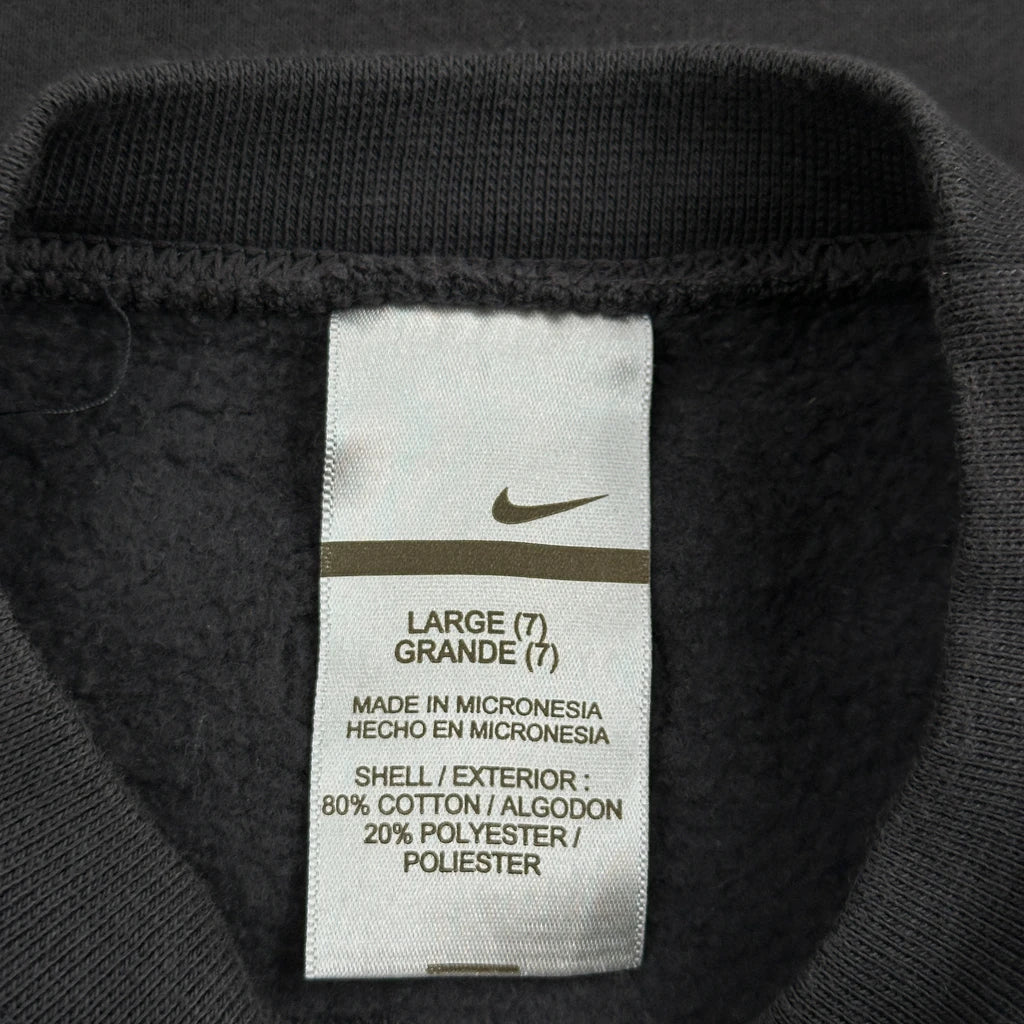 LARGE (7)
GRANDE (7)
MADE IN MICRONESIA
HECHO EN MICRONESIA
SHELL / EXTERIOR :
80% COTTON / ALGODON
20% POLYESTER /
POLIESTER